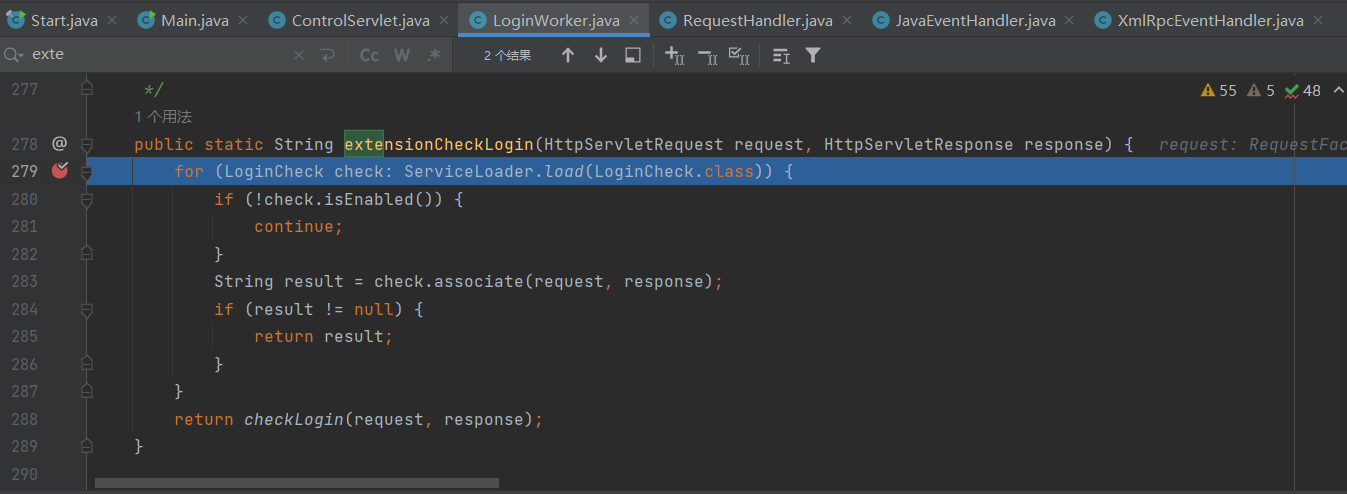 Start.java Main.java ControlServlet.java LoginWorker.java RequestHandler.java JavaEventHandler.java XmlRpcEventHandler.java
exte Cc W .* 2 个结果
277 */ 55 5 48
1 个用法
278 @ public static String extensionCheckLogin(HttpServletRequest request, HttpServletResponse response) { request: RequestFac
279 for (LoginCheck check: ServiceLoader.load(LoginCheck.class)) {
280 if (!check.isEnabled()) {
281 continue;
282 }
283 String result = check.associate(request, response);
284 if (result != null) {
285 return result;
286 }
287 }
288 return checkLogin(request, response);
289 }
290